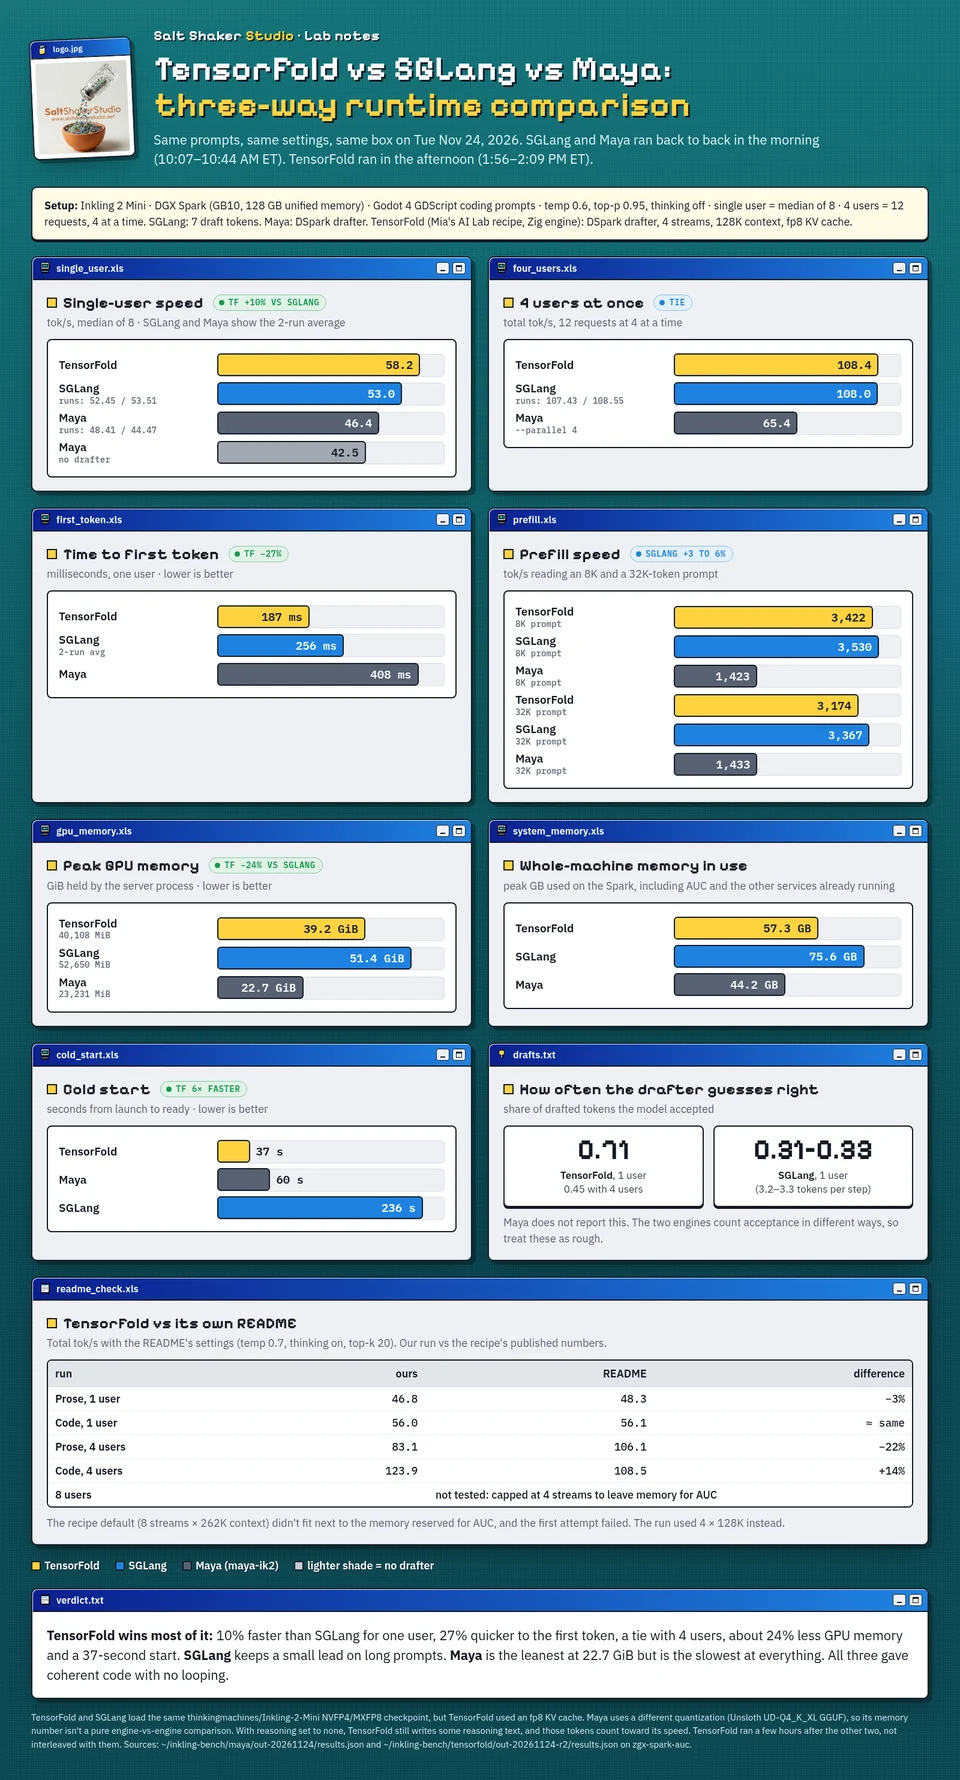 Salt Shaker Studio · Lab notes
logo.jpg
SaltShakerStudio
www.saltshakerstudio.net
TensorFold vs SGLang vs Maya:
three-way runtime comparison
Same prompts, same settings, same box on Tue Nov 24, 2026. SGLang and Maya ran back to back in the morning
(10:07–10:44 AM ET). TensorFold ran in the afternoon (1:56–2:09 PM ET).
Setup: Inkling 2 Mini · DGX Spark (GB10, 128 GB unified memory) · Godot 4 GDScript coding prompts · temp 0.6, top-p 0.95, thinking off · single user = median of 8 · 4 users = 12
requests, 4 at a time. SGLang: 7 draft tokens. Maya: DSpark drafter. TensorFold (Mia's AI Lab recipe, Zig engine): DSpark drafter, 4 streams, 128K context, fp8 KV cache.
single_user.xls
Single-user speed
TF +10% VS SGLANG
tok/s, median of 8 · SGLang and Maya show the 2-run average
TensorFold
58.2
SGLang
runs: 52.45 / 53.51
53.0
Maya
runs: 48.41 / 44.47
46.4
Maya
no drafter
42.5
four_users.xls
4 users at once
TIE
total tok/s, 12 requests at 4 at a time
TensorFold
108.4
SGLang
runs: 107.43 / 108.55
108.0
Maya
--parallel 4
65.4
first_token.xls
Time to first token
TF −27%
milliseconds, one user · lower is better
TensorFold
187 ms
SGLang
2-run avg
256 ms
Maya
408 ms
prefill.xls
Prefill speed
SGLANG +3 TO 6%
tok/s reading an 8K and a 32K-token prompt
TensorFold
8K prompt
3,422
SGLang
8K prompt
3,530
Maya
8K prompt
1,423
TensorFold
32K prompt
3,174
SGLang
32K prompt
3,367
Maya
32K prompt
1,433
gpu_memory.xls
Peak GPU memory
TF −24% VS SGLANG
GiB held by the server process · lower is better
TensorFold
40,108 MiB
39.2 GiB
SGLang
52,650 MiB
51.4 GiB
Maya
23,231 MiB
22.7 GiB
system_memory.xls
Whole-machine memory in use
peak GB used on the Spark, including AUC and the other services already running
TensorFold
57.3 GB
SGLang
75.6 GB
Maya
44.2 GB
cold_start.xls
Cold start
TF 6× FASTER
seconds from launch to ready · lower is better
TensorFold
37 s
Maya
60 s
SGLang
236 s
drafts.txt
How often the drafter guesses right
share of drafted tokens the model accepted
0.71
TensorFold, 1 user
0.45 with 4 users
0.31–0.33
SGLang, 1 user
(3.2–3.3 tokens per step)
Maya does not report this. The two engines count acceptance in different ways, so
treat these as rough.
readme_check.xls
TensorFold vs its own README
Total tok/s with the README's settings (temp 0.7, thinking on, top-k 20). Our run vs the recipe's published numbers.
run ours README difference
Prose, 1 user 46.8 48.3 −3%
Code, 1 user 56.0 56.1 ≈ same
Prose, 4 users 83.1 106.1 −22%
Code, 4 users 123.9 108.5 +14%
8 users not tested: capped at 4 streams to leave memory for AUC
The recipe default (8 streams × 262K context) didn't fit next to the memory reserved for AUC, and the first attempt failed. The run used 4 × 128K instead.
TensorFold SGLang Maya (maya-ik2) lighter shade = no drafter
verdict.txt
TensorFold wins most of it: 10% faster than SGLang for one user, 27% quicker to the first token, a tie with 4 users, about 24% less GPU memory
and a 37-second start. SGLang keeps a small lead on long prompts. Maya is the leanest at 22.7 GiB but is the slowest at everything. All three gave
coherent code with no looping.
TensorFold and SGLang load the same thinkingmachines/Inkling-2-Mini NVFP4/MXFP8 checkpoint, but TensorFold used an fp8 KV cache. Maya uses a different quantization (Unsloth UD-Q4_K_XL GGUF), so its memory
number isn't a pure engine-vs-engine comparison. With reasoning set to none, TensorFold still writes some reasoning text, and those tokens count toward its speed. TensorFold ran a few hours after the other two, not
interleaved with them. Sources: ~/inkling-bench/maya/out-20261124/results.json and ~/inkling-bench/tensorfold/out-20261124-r2/results.json on zgx-spark-auc.